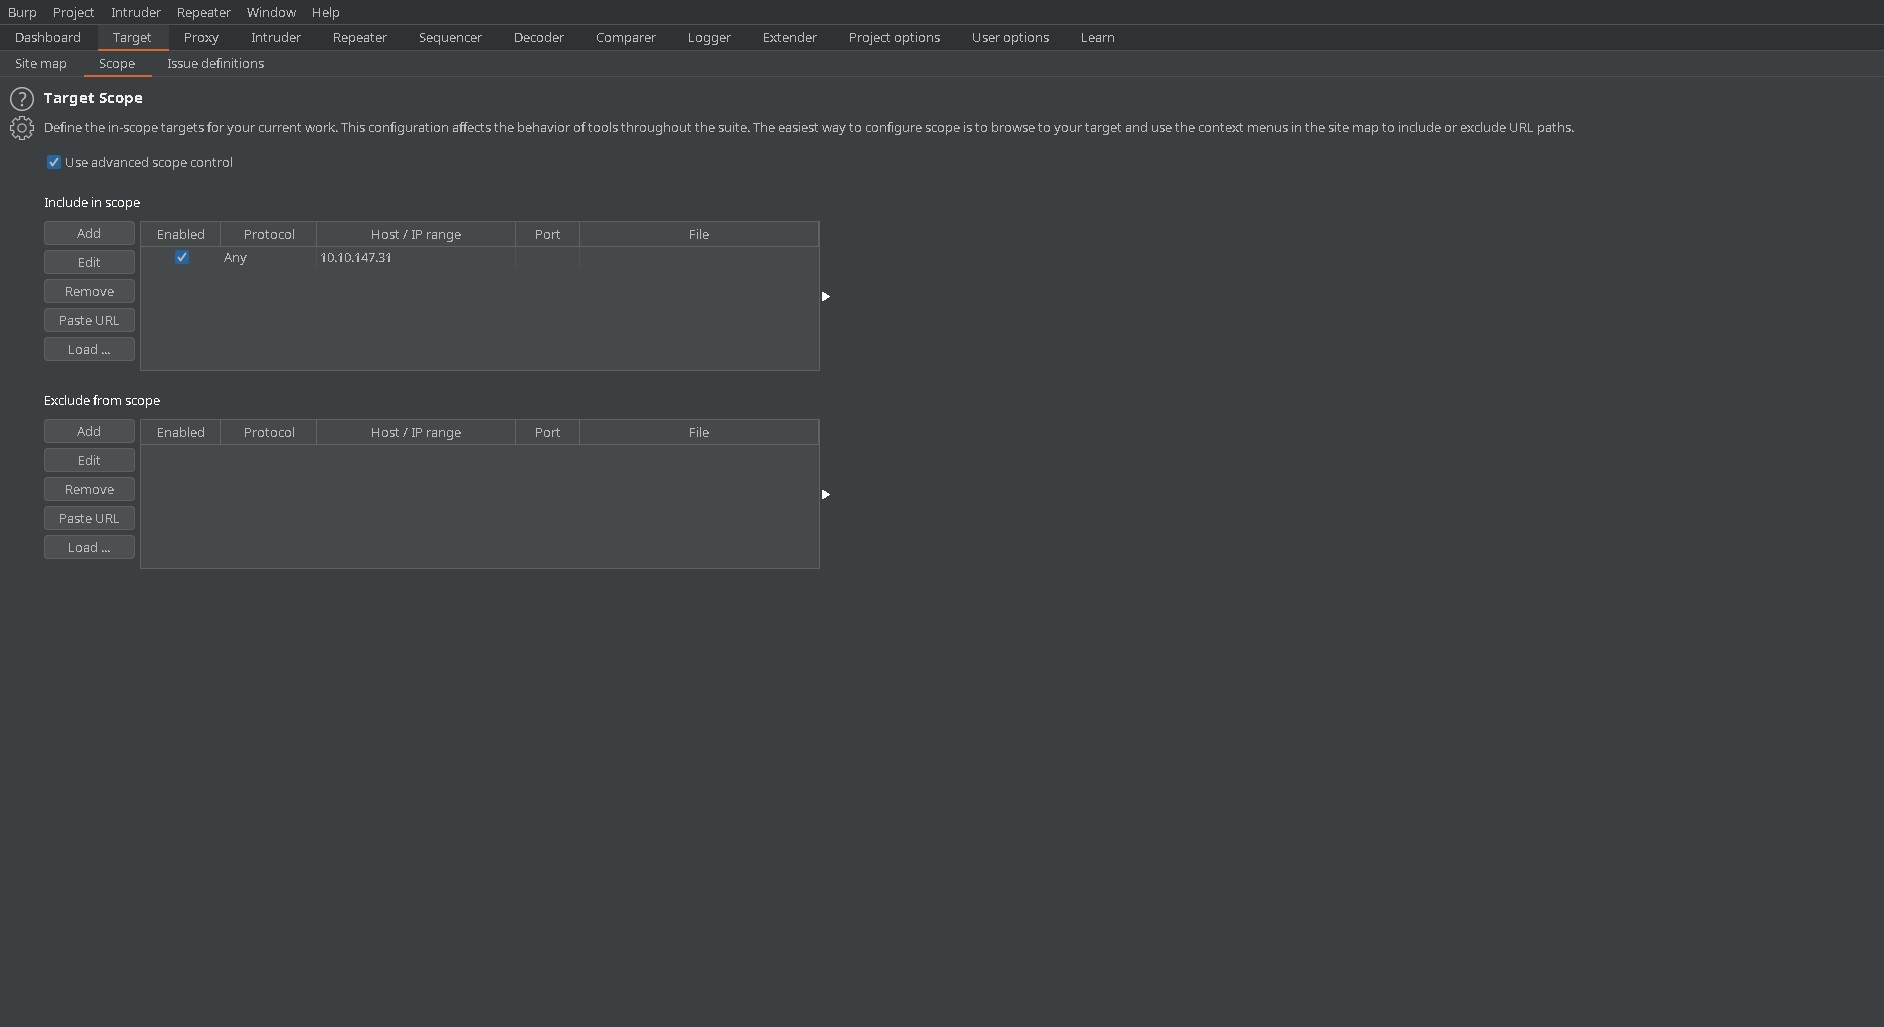 Burp Project Intruder Repeater Window Help
Dashboard Target Proxy Intruder Repeater Sequencer Decoder Comparer Logger Extender Project options User options Learn
Site map Scope Issue definitions
? Target Scope
Define the in-scope targets for your current work. This configuration affects the behavior of tools throughout the suite. The easiest way to configure scope is to browse to your target and use the context menus in the site map to include or exclude URL paths.
Use advanced scope control
Include in scope
Add
Edit
Remove
Paste URL
Load ...
Enabled Protocol Host / IP range Port File
Any 10.10.147.31
Exclude from scope
Add
Edit
Remove
Paste URL
Load ...
Enabled Protocol Host / IP range Port File